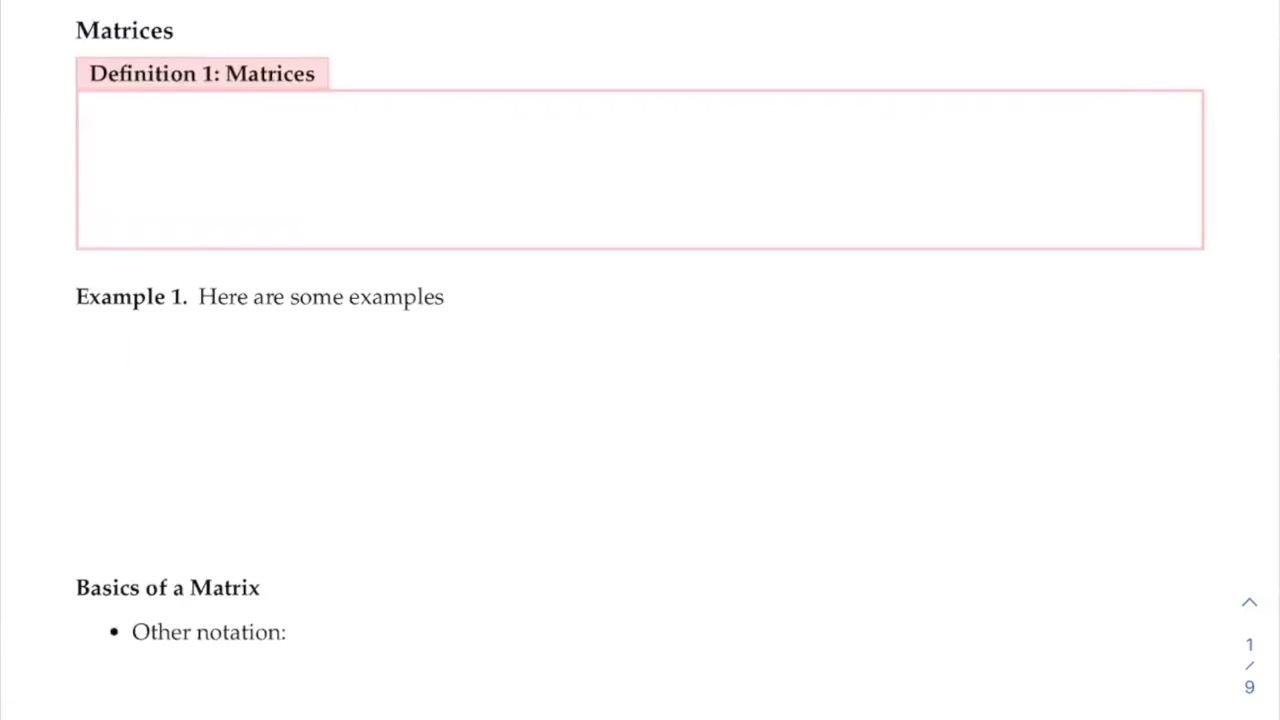 Matrices
Definition 1: Matrices
Example 1. Here are some examples
Basics of a Matrix
• Other notation:
1
/
9